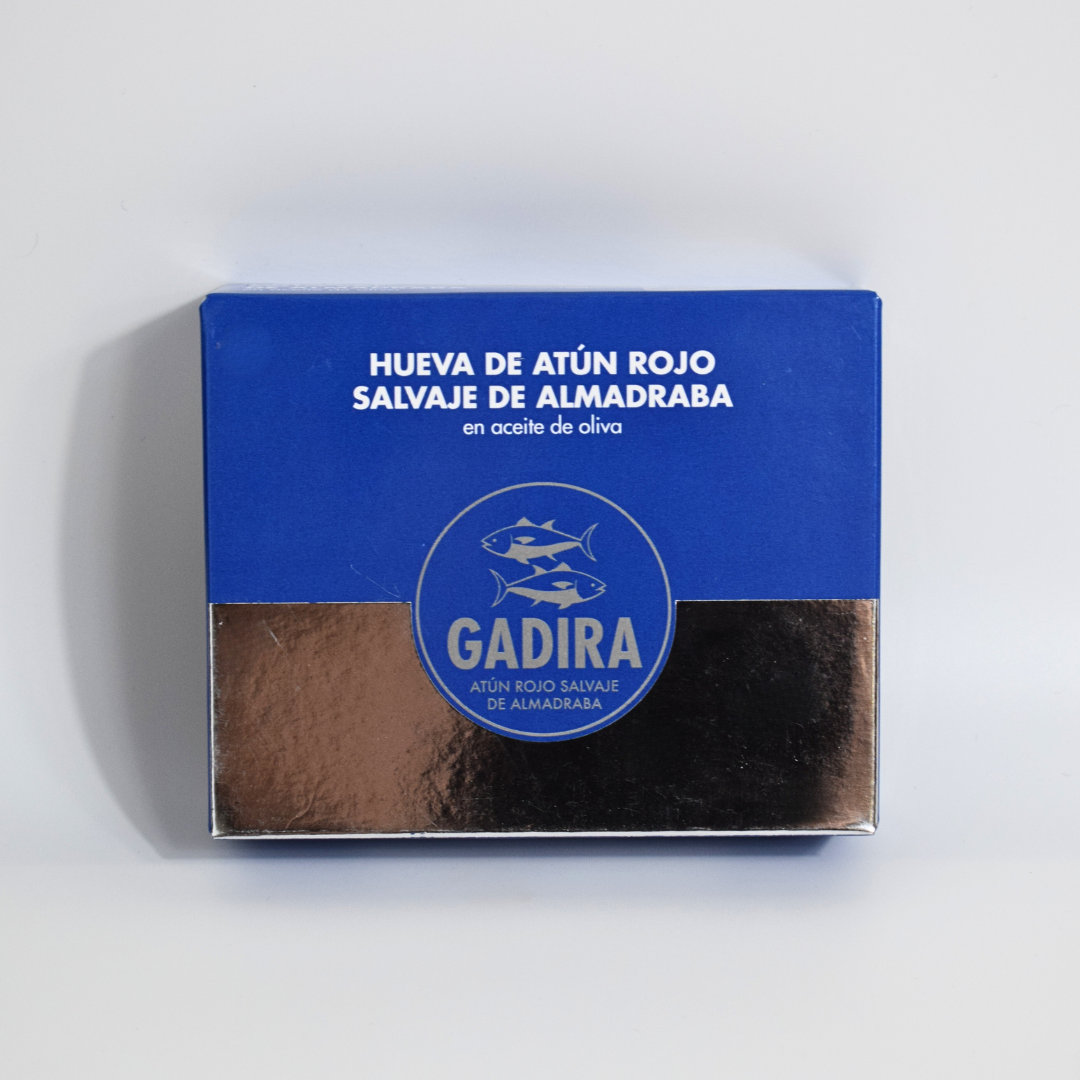 HUEVA DE ATÚN ROJO
SALVAJE DE ALMADRABA
en aceite de oliva
GADIRA
ATÚN ROJO SALVAJE
DE ALMADRABA